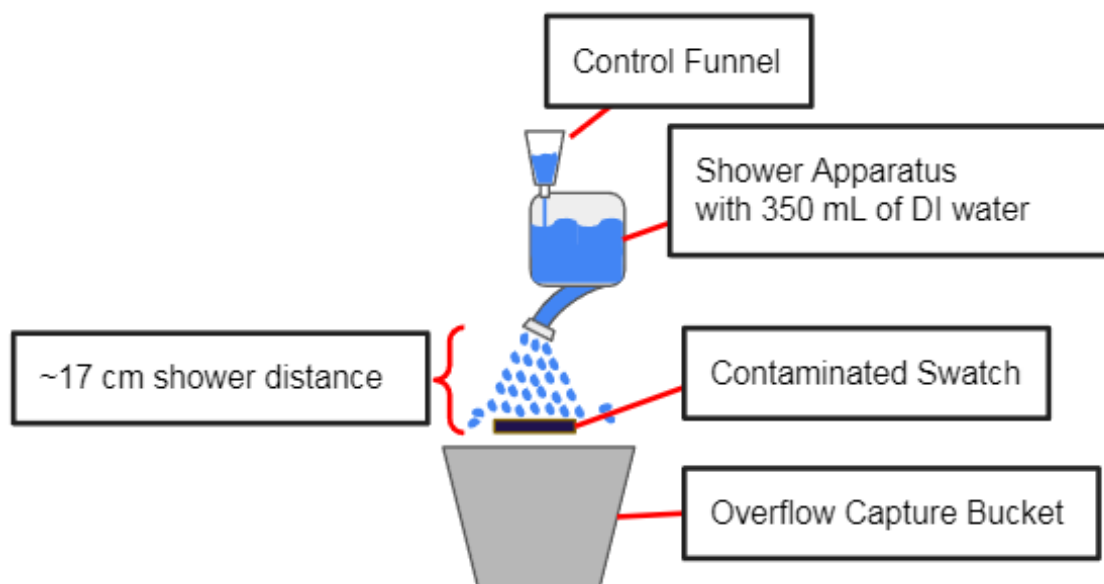 Control Funnel
Shower Apparatus
with 350 mL of DI water
~17 cm shower distance
Contaminated Swatch
Overflow Capture Bucket